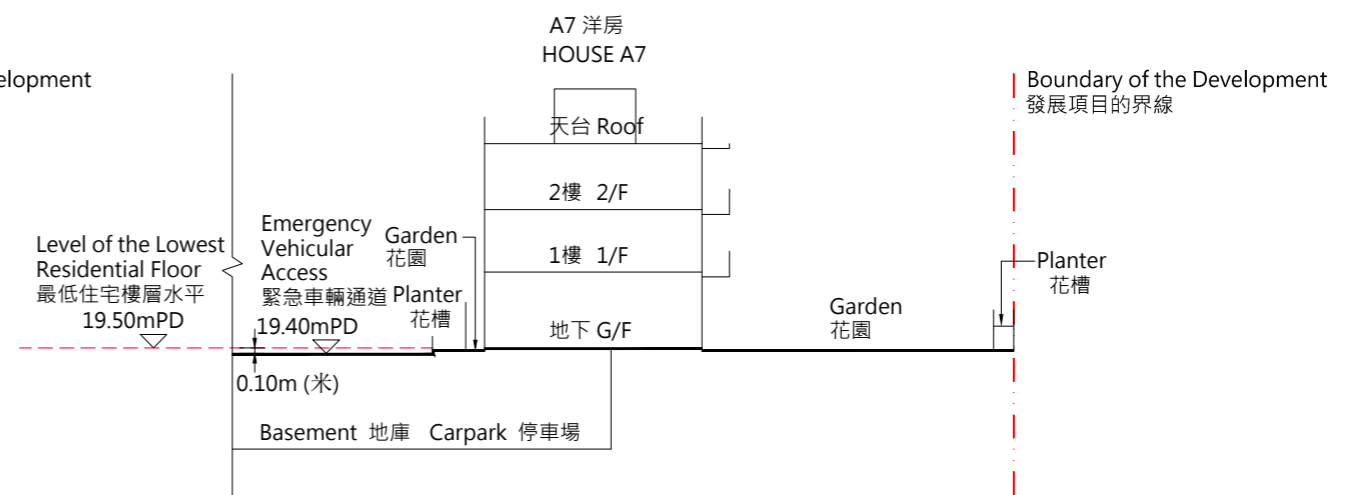 A7 洋房
HOUSE A7
elopment
Boundary of the Development
發展項目的界線
天台 Roof
2樓 2/F
1樓 1/F
地下 G/F
Level of the Lowest
Residential Floor
最低住宅樓層水平
19.50mPD
Emergency
Vehicular
Access
緊急車輛通道
19.40mPD
Garden
花園
Planter
花槽
Garden
花園
Planter
花槽
0.10m (米)
Basement 地庫 Carpark 停車場